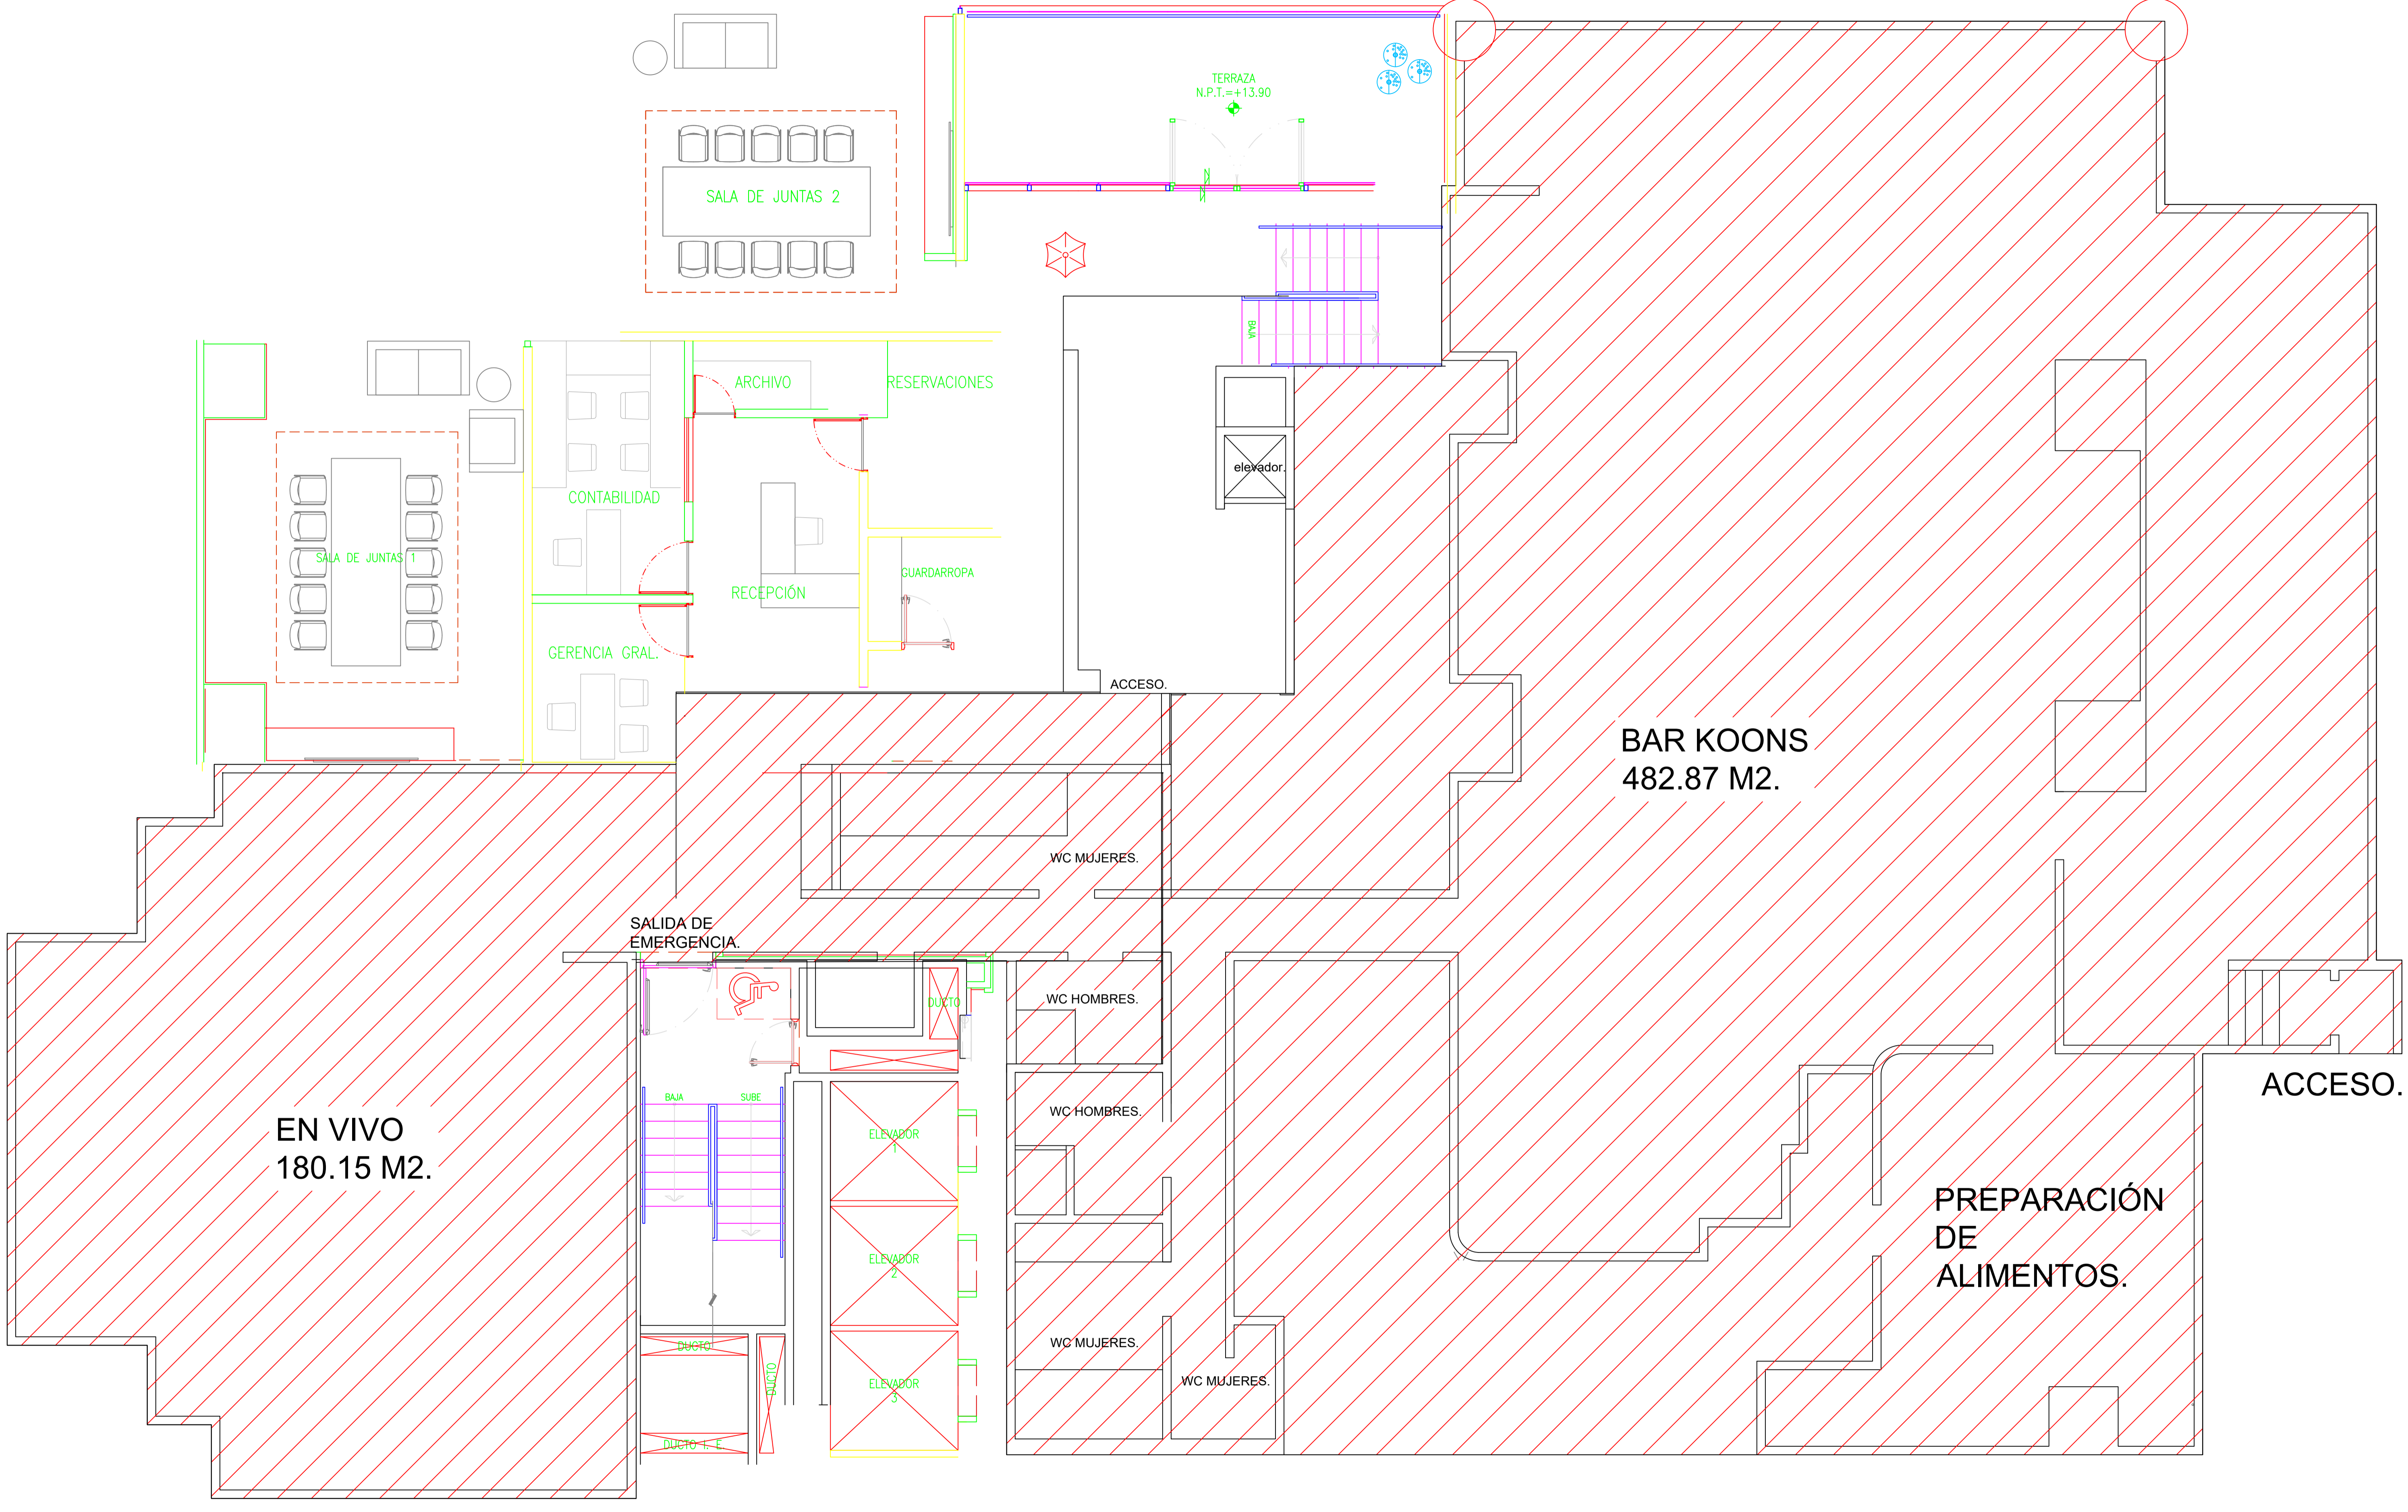 TERRAZA
N.P.T.=+13.90
SALA DE JUNTAS 2
BAJA
ARCHIVO
RESERVACIONES
elevador.
CONTABILIDAD
SALA DE JUNTAS 1
GUARDARROPA
RECEPCIÓN
GERENCIA GRAL.
ACCESO.
BAR KOONS
482.87 M2.
WC MUJERES.
SALIDA DE
EMERGENCIA.
WC HOMBRES.
DUCTO
ACCESO.
BAJA
SUBE
WC HOMBRES.
EN VIVO
180.15 M2.
ELEVADOR
1
PREPARACIÓN
DE
ALIMENTOS.
ELEVADOR
2
DUCTO
WC MUJERES.
DUCTO
ELEVADOR
3
WC MUJERES.
DUCTO I. E.